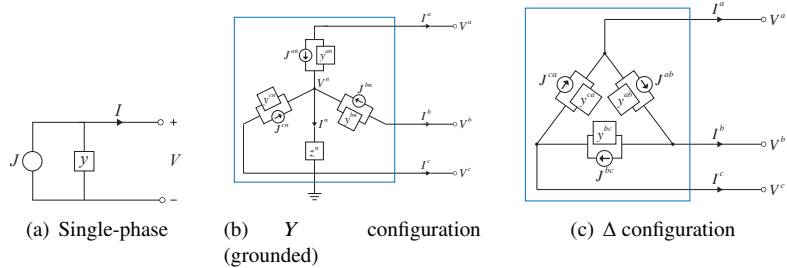 J
y
I
+
V
−
(a) Single-phase
I^a
V^a
J^{an}
y^{an}
V^n
y^{cn}
J^{cn}
J^{bn}
y^{bn}
I^n
z^n
I^b
V^b
I^c
V^c
(b) Y configuration
(grounded)
I^a
V^a
J^{ca}
y^{ca}
y^{ab}
J^{ab}
y^{bc}
J^{bc}
I^b
V^b
I^c
V^c
(c) Δ configuration